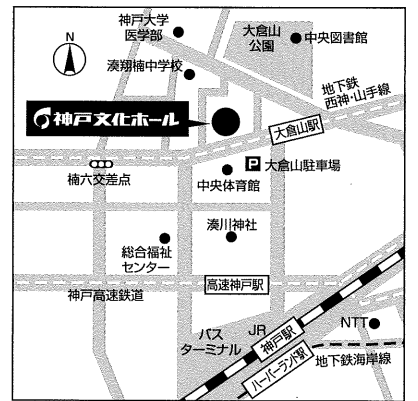 N
神戸大学
医学部
大倉山
公園
中央図書館
湊翔楠中学校
地下鉄
西神・山手線
神戸文化ホール
大倉山駅
楠六交差点
P 大倉山駐車場
中央体育館
湊川神社
総合福祉
センター
高速神戸駅
神戸高速鉄道
バス
ターミナル
JR
神戸駅
NTT
ハーバーランド駅
地下鉄海岸線